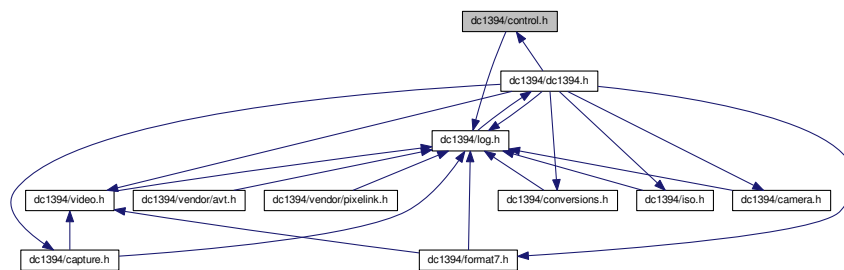 dc1394/control.h
dc1394/dc1394.h
dc1394/log.h
dc1394/video.h
dc1394/vendor/avt.h
dc1394/vendor/pixelink.h
dc1394/conversions.h
dc1394/iso.h
dc1394/camera.h
dc1394/capture.h
dc1394/format7.h